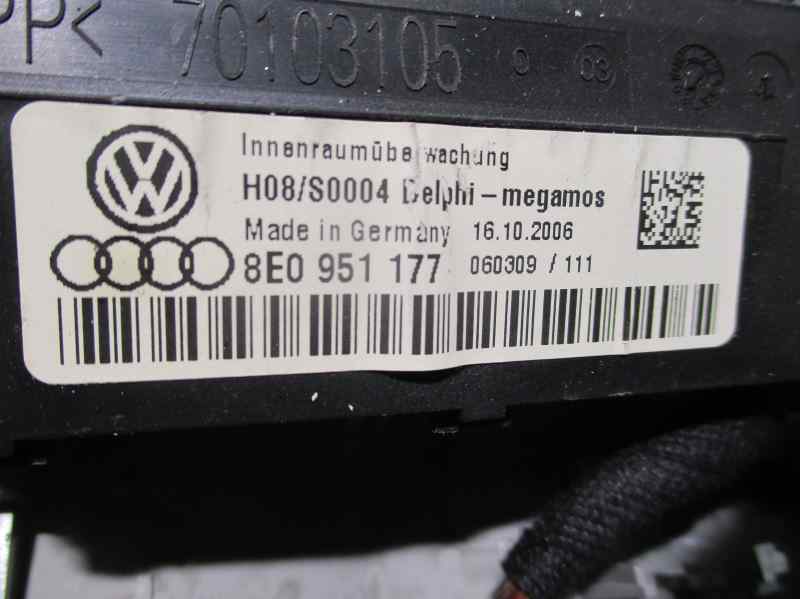 PP< 70103105
Innenraumüberwachung
H08/S0004 Delphi - megamos
Made in Germany 16.10.2006
8E0 951 177 060309 / 111